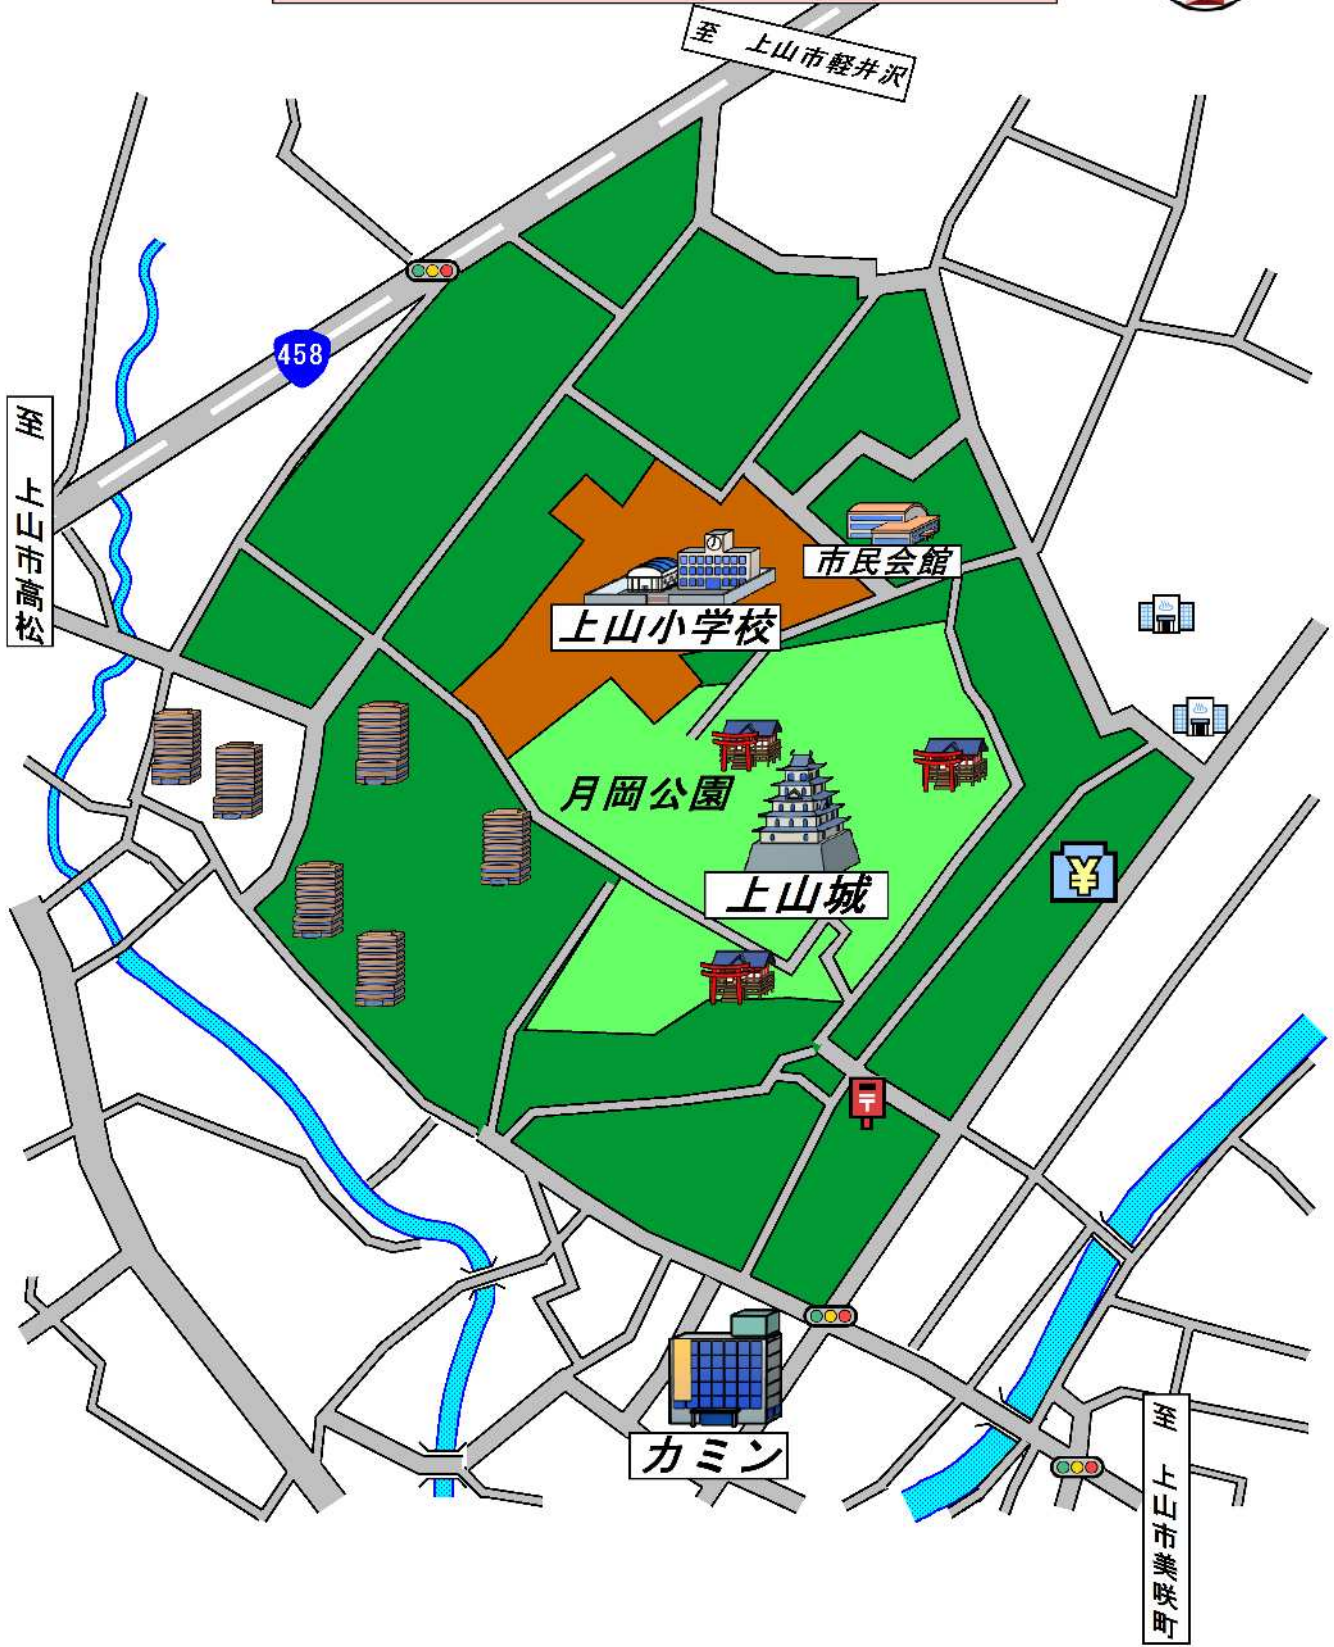 至 上山市軽井沢
458
至 上山市高松
市民会館
上山小学校
月岡公園
上山城
¥
〒
カミン
至 上山市美咲町